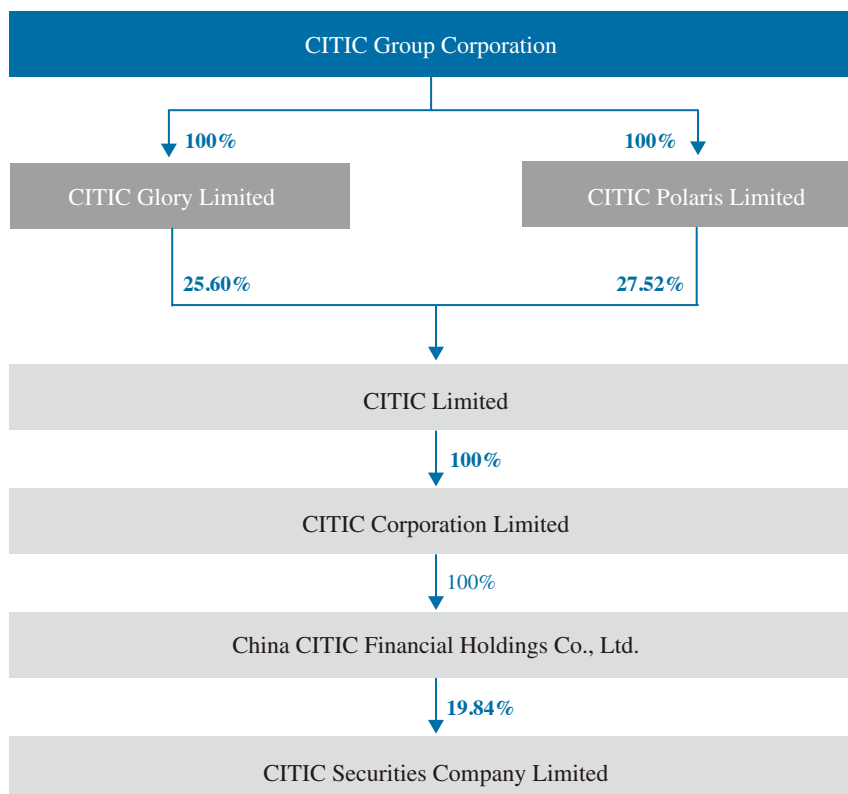 CITIC Group Corporation
100%
100%
CITIC Glory Limited
CITIC Polaris Limited
25.60%
27.52%
CITIC Limited
100%
CITIC Corporation Limited
100%
China CITIC Financial Holdings Co., Ltd.
19.84%
CITIC Securities Company Limited